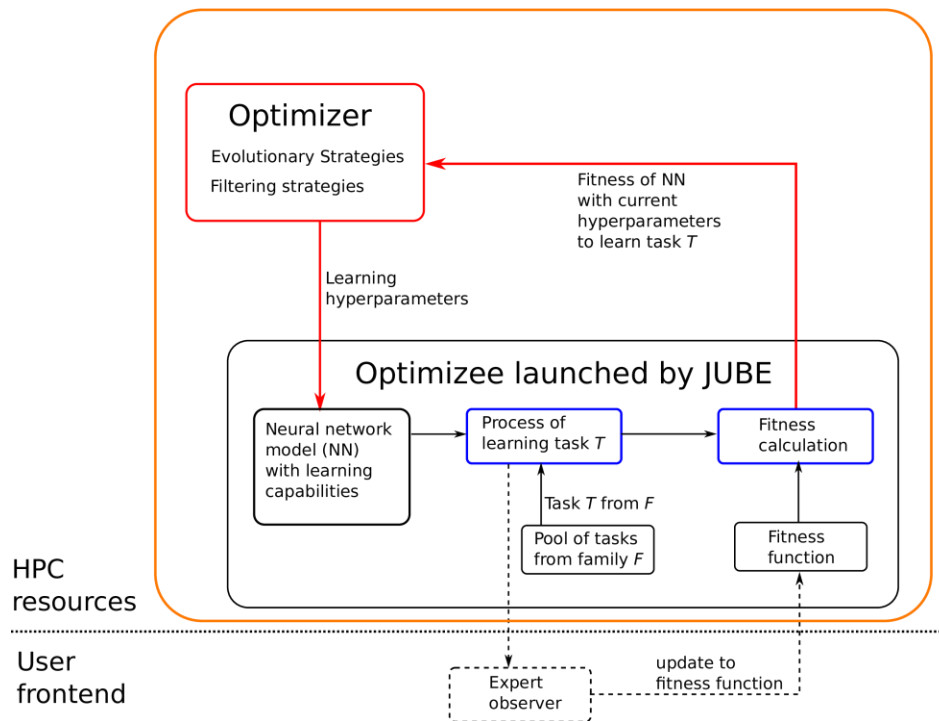 Optimizer
Evolutionary Strategies
Filtering strategies
Fitness of NN
with current
hyperparameters
to learn task T
Learning
hyperparameters
Optimizee launched by JUBE
Neural network
model (NN)
with learning
capabilities
Process of
learning task T
Fitness
calculation
Task T from F
Pool of tasks
from family F
Fitness
function
HPC
resources
User
frontend
Expert
observer
update to
fitness function